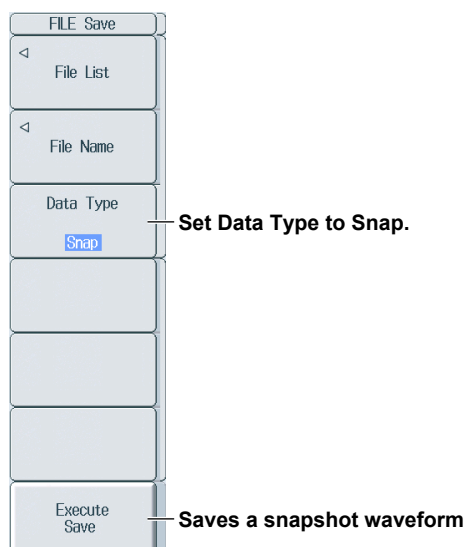 FILE Save
File List
File Name
Data Type
Set Data Type to Snap.
Snap
Execute
Save
Saves a snapshot waveform